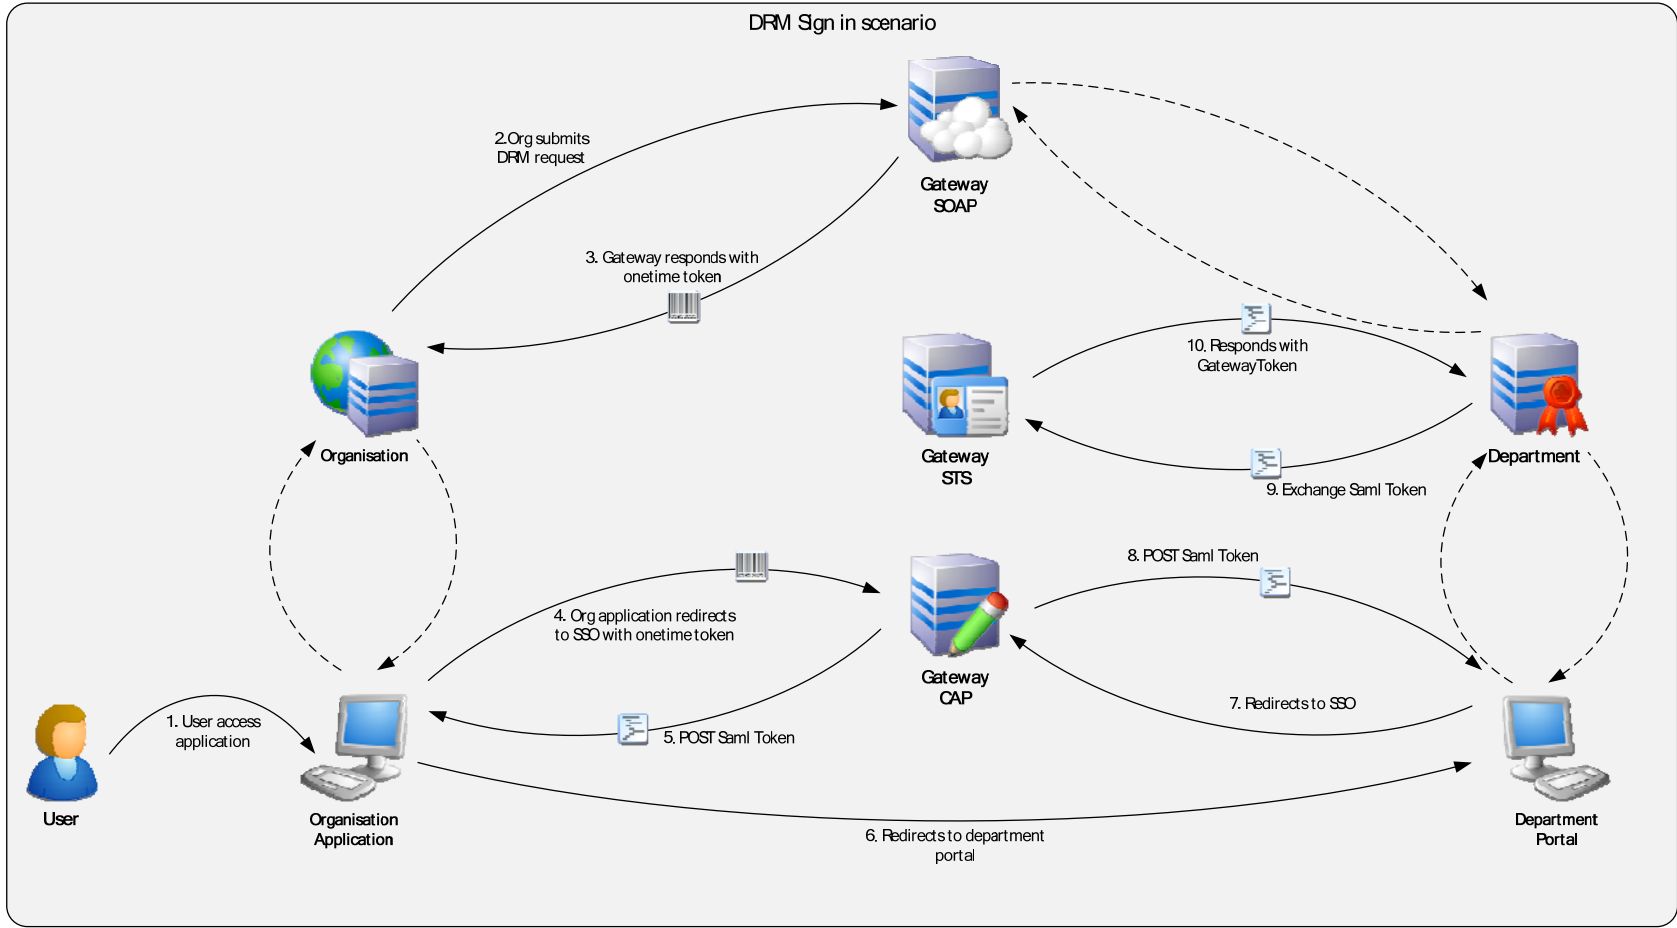 DRM Sign in scenario
2.Org submits
DRM request
Gateway
SOAP
3. Gateway responds with
onetime token
10. Responds with
GatewayToken
Organisation
Gateway
STS
Department
9. Exchange Saml Token
8. POST Saml Token
4. Org application redirects
to SSO with onetime token
Gateway
CAP
7. Redirects to SSO
1. User access
application
5. POST Saml Token
User
Organisation
Application
6. Redirects to department
portal
Department
Portal